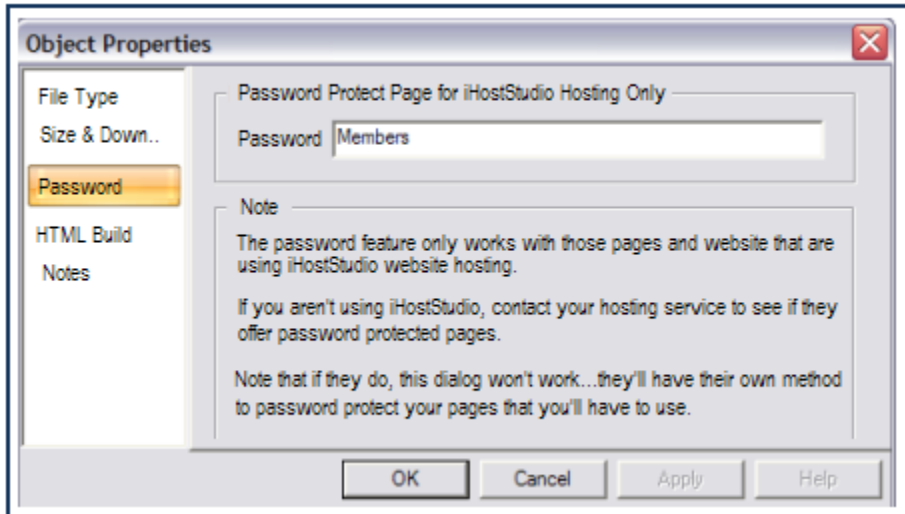 Object Properties
File Type
Size & Down..
Password
HTML Build
Notes
Password Protect Page for iHostStudio Hosting Only
Password Members
Note
The password feature only works with those pages and website that are
using iHostStudio website hosting.
If you aren't using iHostStudio, contact your hosting service to see if they
offer password protected pages.
Note that if they do, this dialog won't work...they'll have their own method
to password protect your pages that you'll have to use.
OK Cancel Apply Help